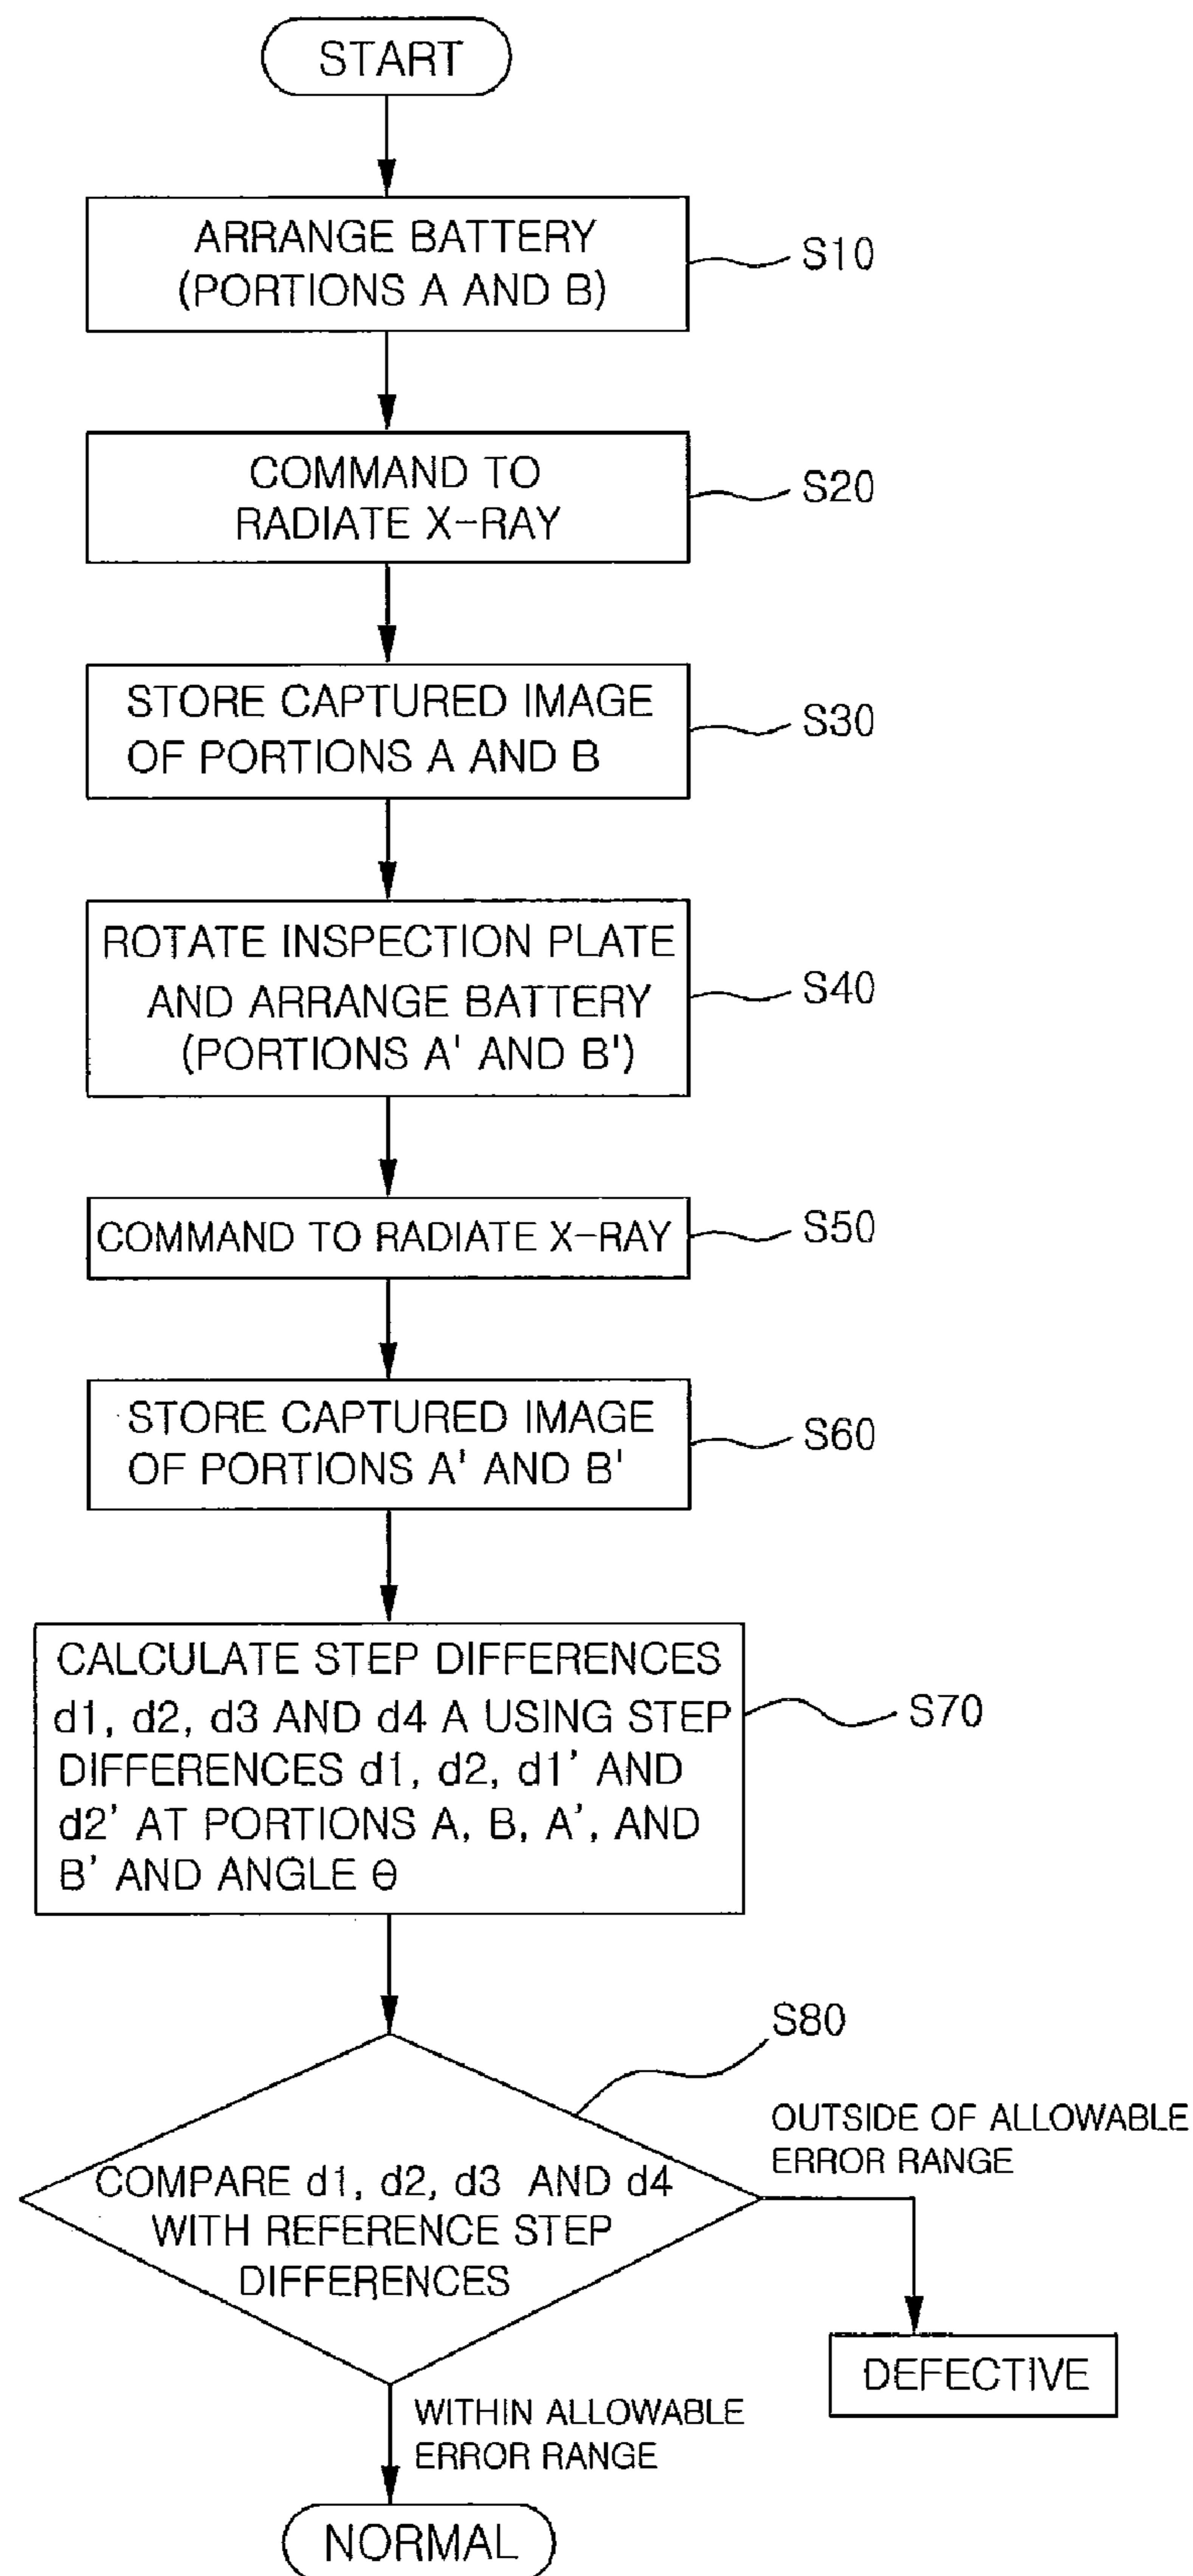 START
ARRANGE BATTERY
(PORTIONS A AND B)
S10
COMMAND TO
RADIATE X-RAY
S20
STORE CAPTURED IMAGE
OF PORTIONS A AND B
S30
ROTATE INSPECTION PLATE
AND ARRANGE BATTERY
(PORTIONS A' AND B')
S40
COMMAND TO RADIATE X-RAY
S50
STORE CAPTURED IMAGE
OF PORTIONS A' AND B'
S60
CALCULATE STEP DIFFERENCES
d1, d2, d3 AND d4 A USING STEP
DIFFERENCES d1, d2, d1’ AND
d2’ AT PORTIONS A, B, A’, AND
B’ AND ANGLE θ
S70
S80
COMPARE d1, d2, d3 AND d4
WITH REFERENCE STEP
DIFFERENCES
OUTSIDE OF ALLOWABLE
ERROR RANGE
DEFECTIVE
WITHIN ALLOWABLE
ERROR RANGE
NORMAL